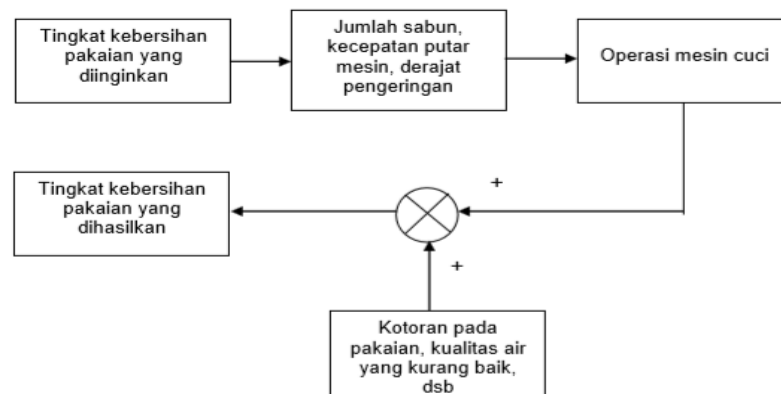 Tingkat kebersihan
pakaian yang
diinginkan
Jumlah sabun,
kecepatan putar
mesin, derajat
pengeringan
Operasi mesin cuci
Tingkat kebersihan
pakaian yang
dihasilkan
+
+
Kotoran pada
pakaian, kualitas air
yang kurang baik,
dsb